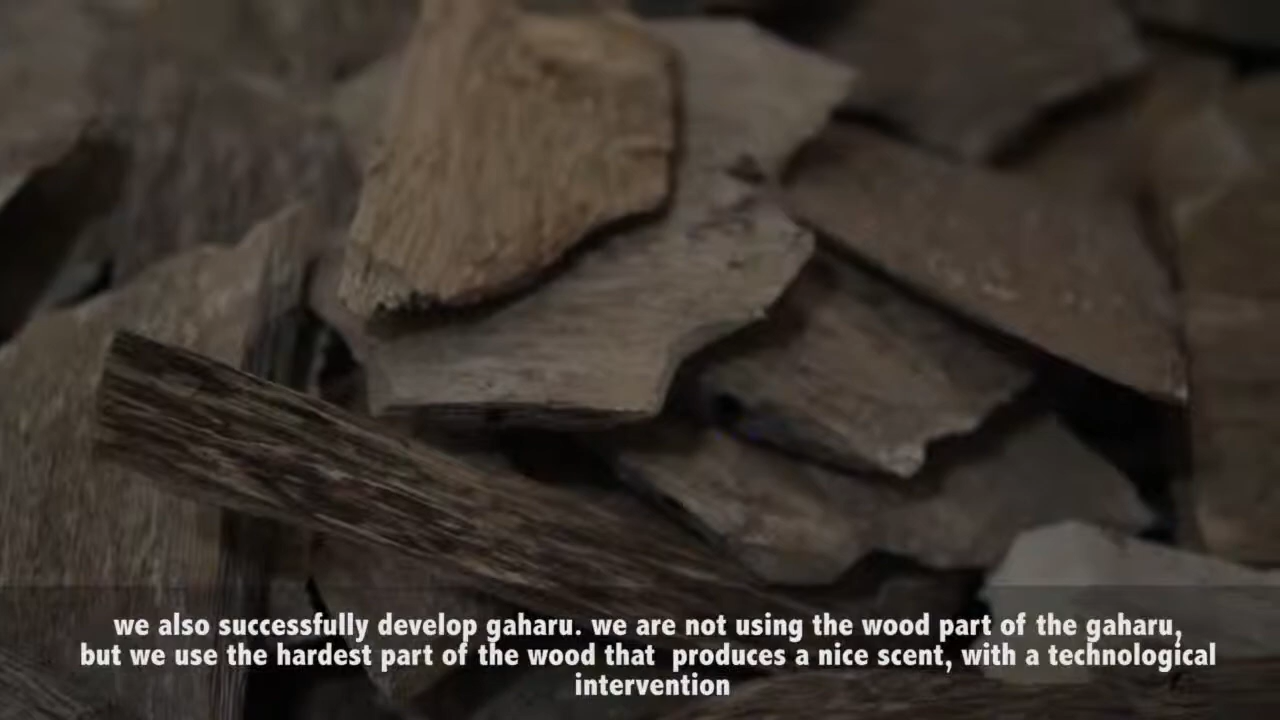 we also successfully develop gaharu. we are not using the wood part of the gaharu,
but we use the hardest part of the wood that  produces a nice scent, with a technological
intervention